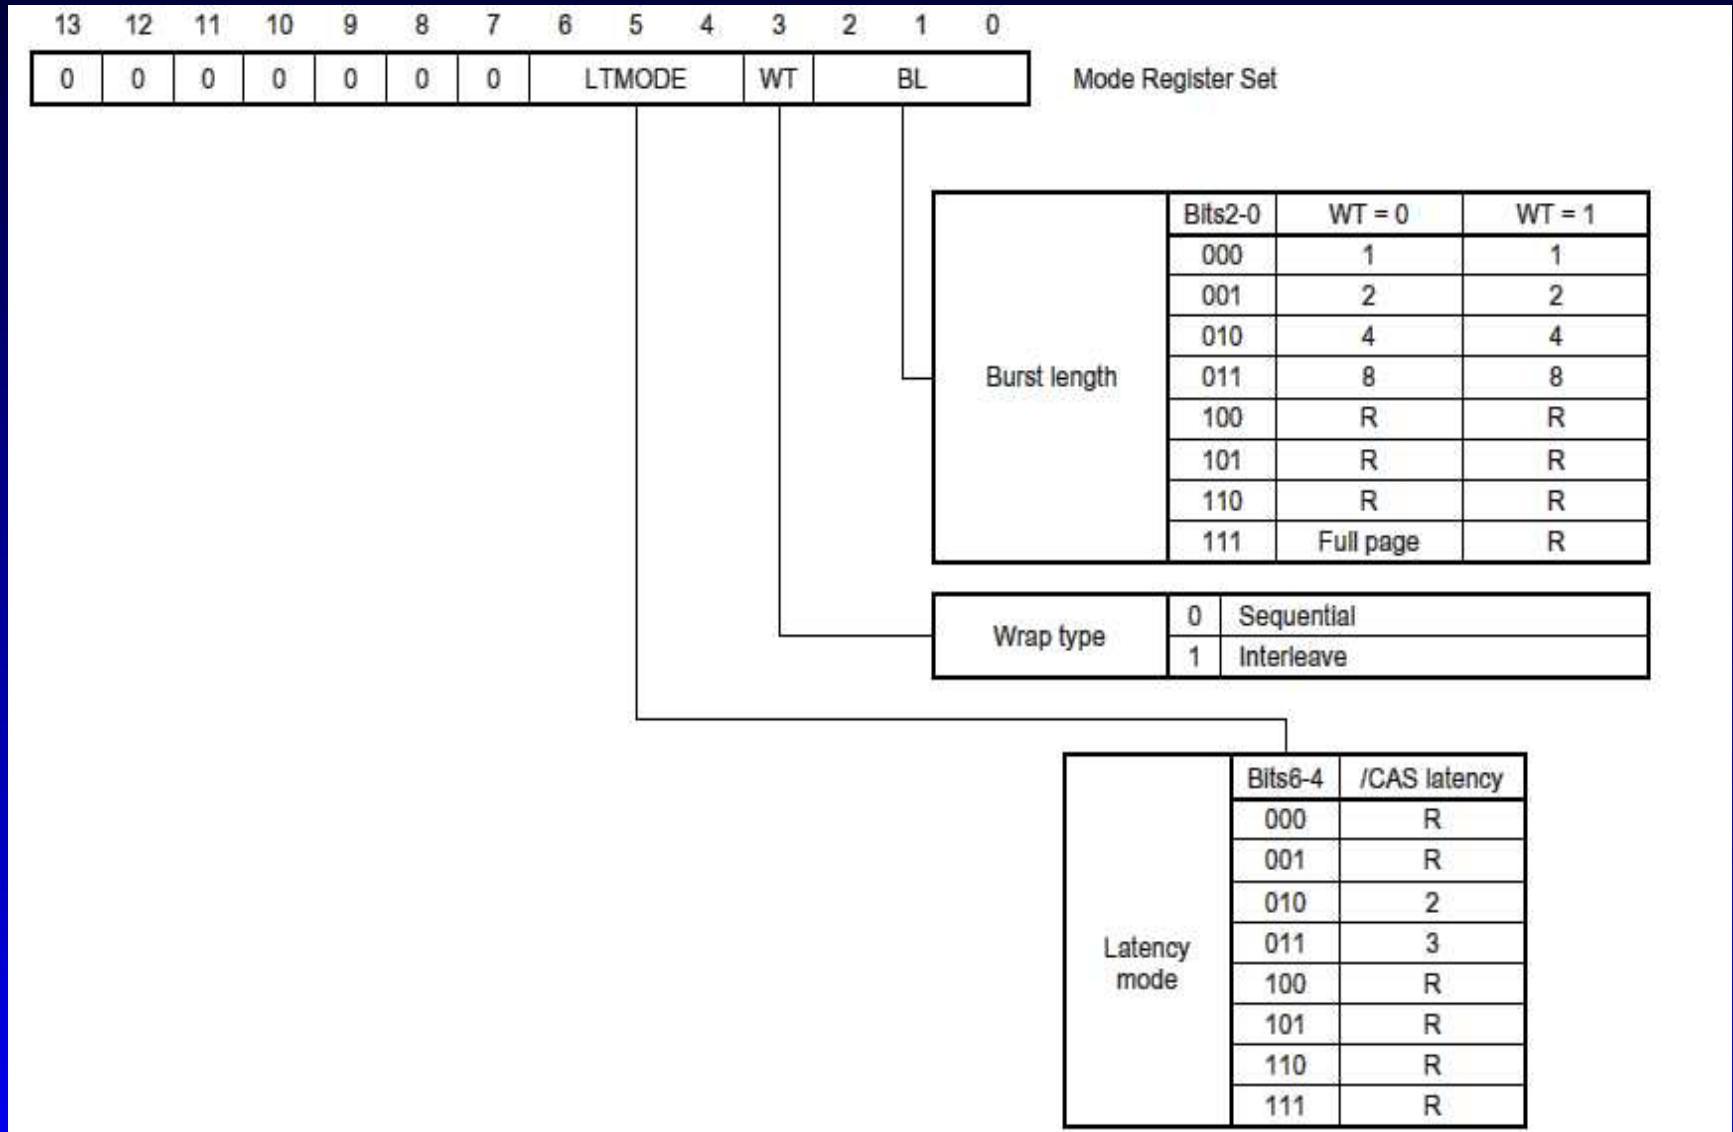 13 12 11 10 9 8 7 6 5 4 3 2 1 0
0 0 0 0 0 0 0 LTMODE WT BL Mode Register Set
Bits2-0 WT = 0 WT = 1
000 1 1
001 2 2
010 4 4
Burst length 011 8 8
100 R R
101 R R
110 R R
111 Full page R
Wrap type
0 Sequential
1 Interleave
Bits6-4 /CAS latency
000 R
001 R
010 2
Latency
mode
011 3
100 R
101 R
110 R
111 R